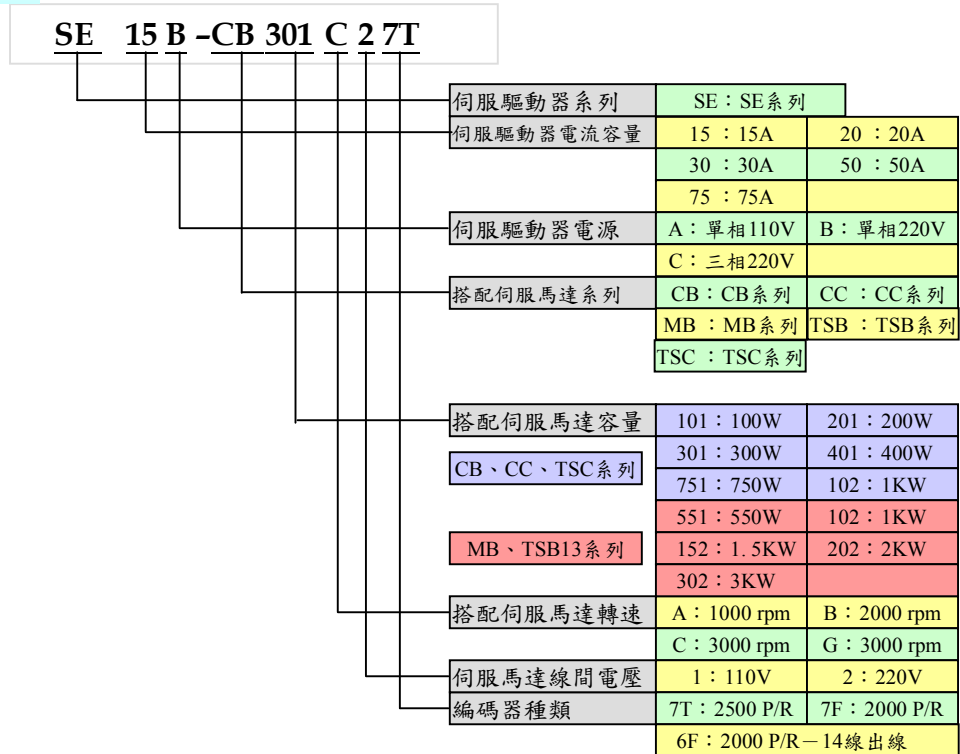 SE 15 B -CB 301 C 2 7T
伺服驅動器系列 SE：SE系列
伺服驅動器電流容量 15 ：15A 20 ：20A
30 ：30A 50 ：50A
75 ：75A
伺服驅動器電源 A：單相110V B：單相220V
C：三相220V
搭配伺服馬達系列 CB：CB系列 CC ：CC系列
MB ：MB系列 TSB ：TSB系列
TSC ：TSC系列
搭配伺服馬達容量 101：100W 201：200W
CB、CC、TSC系列 301：300W 401：400W
751：750W 102：1KW
551：550W 102：1KW
MB、TSB13系列 152：1.5KW 202：2KW
302：3KW
搭配伺服馬達轉速 A：1000 rpm B：2000 rpm
C：3000 rpm G：3000 rpm
伺服馬達線間電壓 1：110V 2：220V
編碼器種類 7T：2500 P/R 7F：2000 P/R
6F：2000 P/R－14線出線